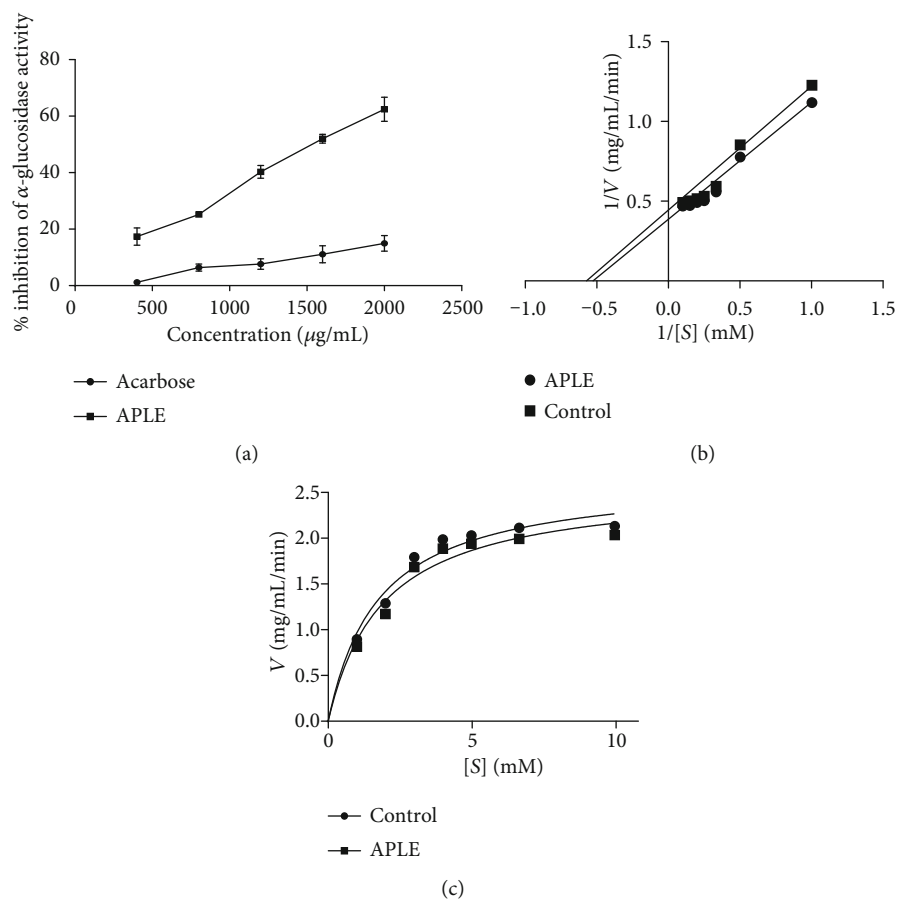 80
60
40
20
0
0
500
1000
1500
2000
2500
% inhibition of α-glucosidase activity
Concentration (μg/mL)
Acarbose
APLE
(a)
1.5
1.0
0.5
−1.0
−0.5
0.0
0.5
1.0
1.5
1/V (mg/mL/min)
1/[S] (mM)
APLE
Control
(b)
2.5
2.0
1.5
1.0
0.5
0.0
0
5
10
V (mg/mL/min)
[S] (mM)
Control
APLE
(c)